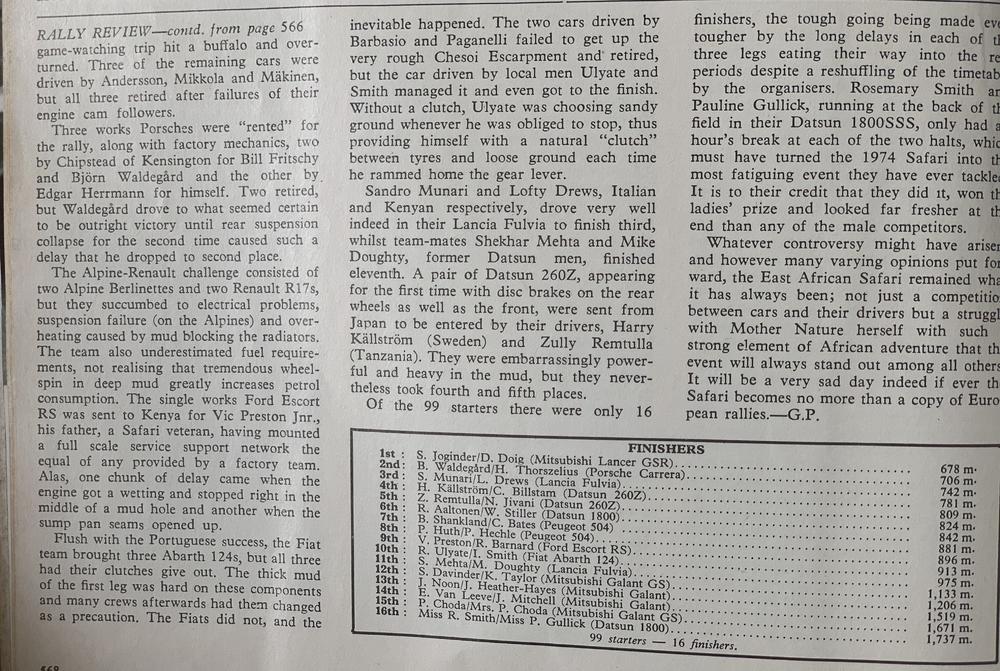 RALLY REVIEW—contd. from page 566
game-watching trip hit a buffalo and over-
turned. Three of the remaining cars were
driven by Andersson, Mikkola and Mäkinen,
but all three retired after failures of their
engine cam followers.
Three works Porsches were "rented" for
the rally, along with factory mechanics, two
by Chipstead of Kensington for Bill Fritschy
and Björn Waldegård and the other by
Edgar Herrmann for himself. Two retired,
but Waldegård drove to what seemed certain
to be outright victory until rear suspension
collapse for the second time caused such a
delay that he dropped to second place.
The Alpine-Renault challenge consisted of
two Alpine Berlinettes and two Renault R17s,
but they succumbed to electrical problems,
suspension failure (on the Alpines) and over-
heating caused by mud blocking the radiators.
The team also underestimated fuel require-
ments, not realising that tremendous wheel-
spin in deep mud greatly increases petrol
consumption. The single works Ford Escort
RS was sent to Kenya for Vic Preston Jnr.,
his father, a Safari veteran, having mounted
a full scale service support network the
equal of any provided by a factory team.
Alas, one chunk of delay came when the
engine got a wetting and stopped right in the
middle of a mud hole and another when the
sump pan seams opened up.
Flush with the Portuguese success, the Fiat
team brought three Abarth 124s, but all three
had their clutches give out. The thick mud
of the first leg was hard on these components
and many crews afterwards had them changed
as a precaution. The Fiats did not, and the
inevitable happened. The two cars driven by
Barbasio and Paganelli failed to get up the
very rough Chesoi Escarpment and retired,
but the car driven by local men Ulyate and
Smith managed it and even got to the finish.
Without a clutch, Ulyate was choosing sandy
ground whenever he was obliged to stop, thus
providing himself with a natural "clutch"
between tyres and loose ground each time
he rammed home the gear lever.
Sandro Munari and Lofty Drews, Italian
and Kenyan respectively, drove very well
indeed in their Lancia Fulvia to finish third,
whilst team-mates Shekhar Mehta and Mike
Doughty, former Datsun men, finished
eleventh. A pair of Datsun 260Z, appearing
for the first time with disc brakes on the rear
wheels as well as the front, were sent from
Japan to be entered by their drivers, Harry
Källström (Sweden) and Zully Remtulla
(Tanzania). They were embarrassingly power-
ful and heavy in the mud, but they never-
theless took fourth and fifth places.
Of the 99 starters there were only 16
finishers, the tough going being made
tougher by the long delays in each of
three legs eating their way into the
periods despite a reshuffling of the
by the organisers. Rosemary Smith
Pauline Gullick, running at the back of
field in their Datsun 1800SSS, only had
hour's break at each of the two halts,
must have turned the 1974 Safari into
most fatiguing event they have ever
It is to their credit that they did it, won
ladies' prize and looked far fresher at
end than any of the male competitors.
Whatever controversy might have
and however many varying opinions put
ward, the East African Safari remained
it has always been; not just a
between cars and their drivers but a
with Mother Nature herself with such
strong element of African adventure that
event will always stand out among all
It will be a very sad day indeed if ever
Safari becomes no more than a copy of
pean rallies.—G.P.
FINISHERS
1st : S. Joginder/D. Doig (Mitsubishi Lancer GSR) 678 m.
2nd : B. Waldegård/H. Thorszelius (Porsche Carrera) 706 m.
3rd : S. Munari/L. Drews (Lancia Fulvia) 742 m.
4th : H. Källström/C. Billstam (Datsun 260Z) 781 m.
5th : Z. Remtulla/N. Jivani (Datsun 260Z) 809 m.
6th : R. Aaltonen/W. Stiller (Datsun 1800) 824 m.
7th : B. Shankland/C. Bates (Peugeot 504) 842 m.
8th : P. Huth/P. Hechle (Peugeot 504) 881 m.
9th : V. Preston/R. Barnard (Ford Escort RS) 896 m.
10th : R. Ulyate/I. Smith (Fiat Abarth 124) 913 m.
11th : S. Mehta/M. Doughty (Lancia Fulvia) 975 m.
12th : S. Davinder/K. Taylor (Mitsubishi Galant GS) 1,133 m.
13th : J. Noon/J. Heather-Hayes (Mitsubishi Galant) 1,206 m.
14th : E. Van Leeve/J. Mitchell (Mitsubishi Galant) 1,519 m.
15th : P. Choda/Mrs. P. Choda (Mitsubishi Galant GS) 1,671 m.
16th : Miss R. Smith/Miss P. Gullick (Datsun 1800) 1,737 m.
99 starters — 16 finishers.